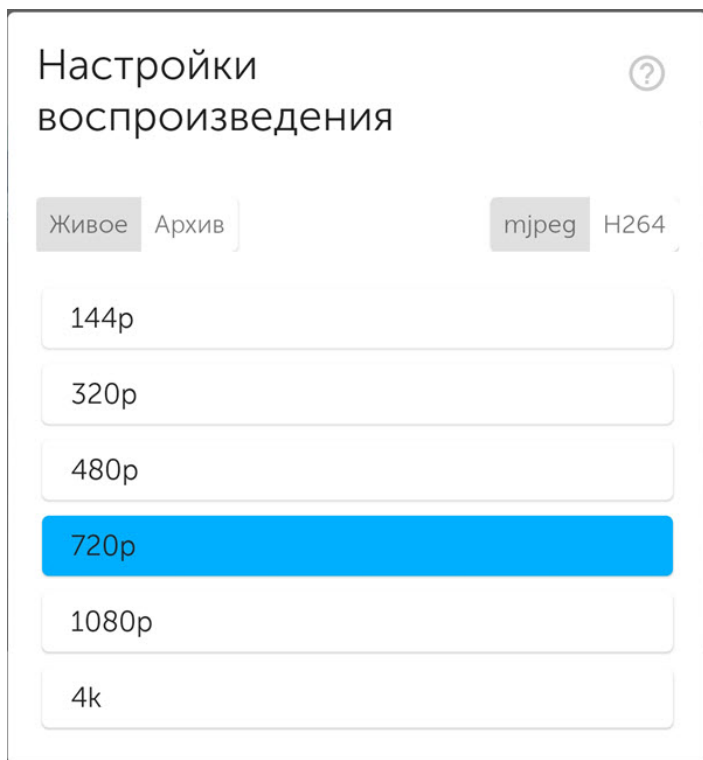 Настройки
воспроизведения
?
Живое Архив mjpeg H264
144p
320p
480p
720p
1080p
4k